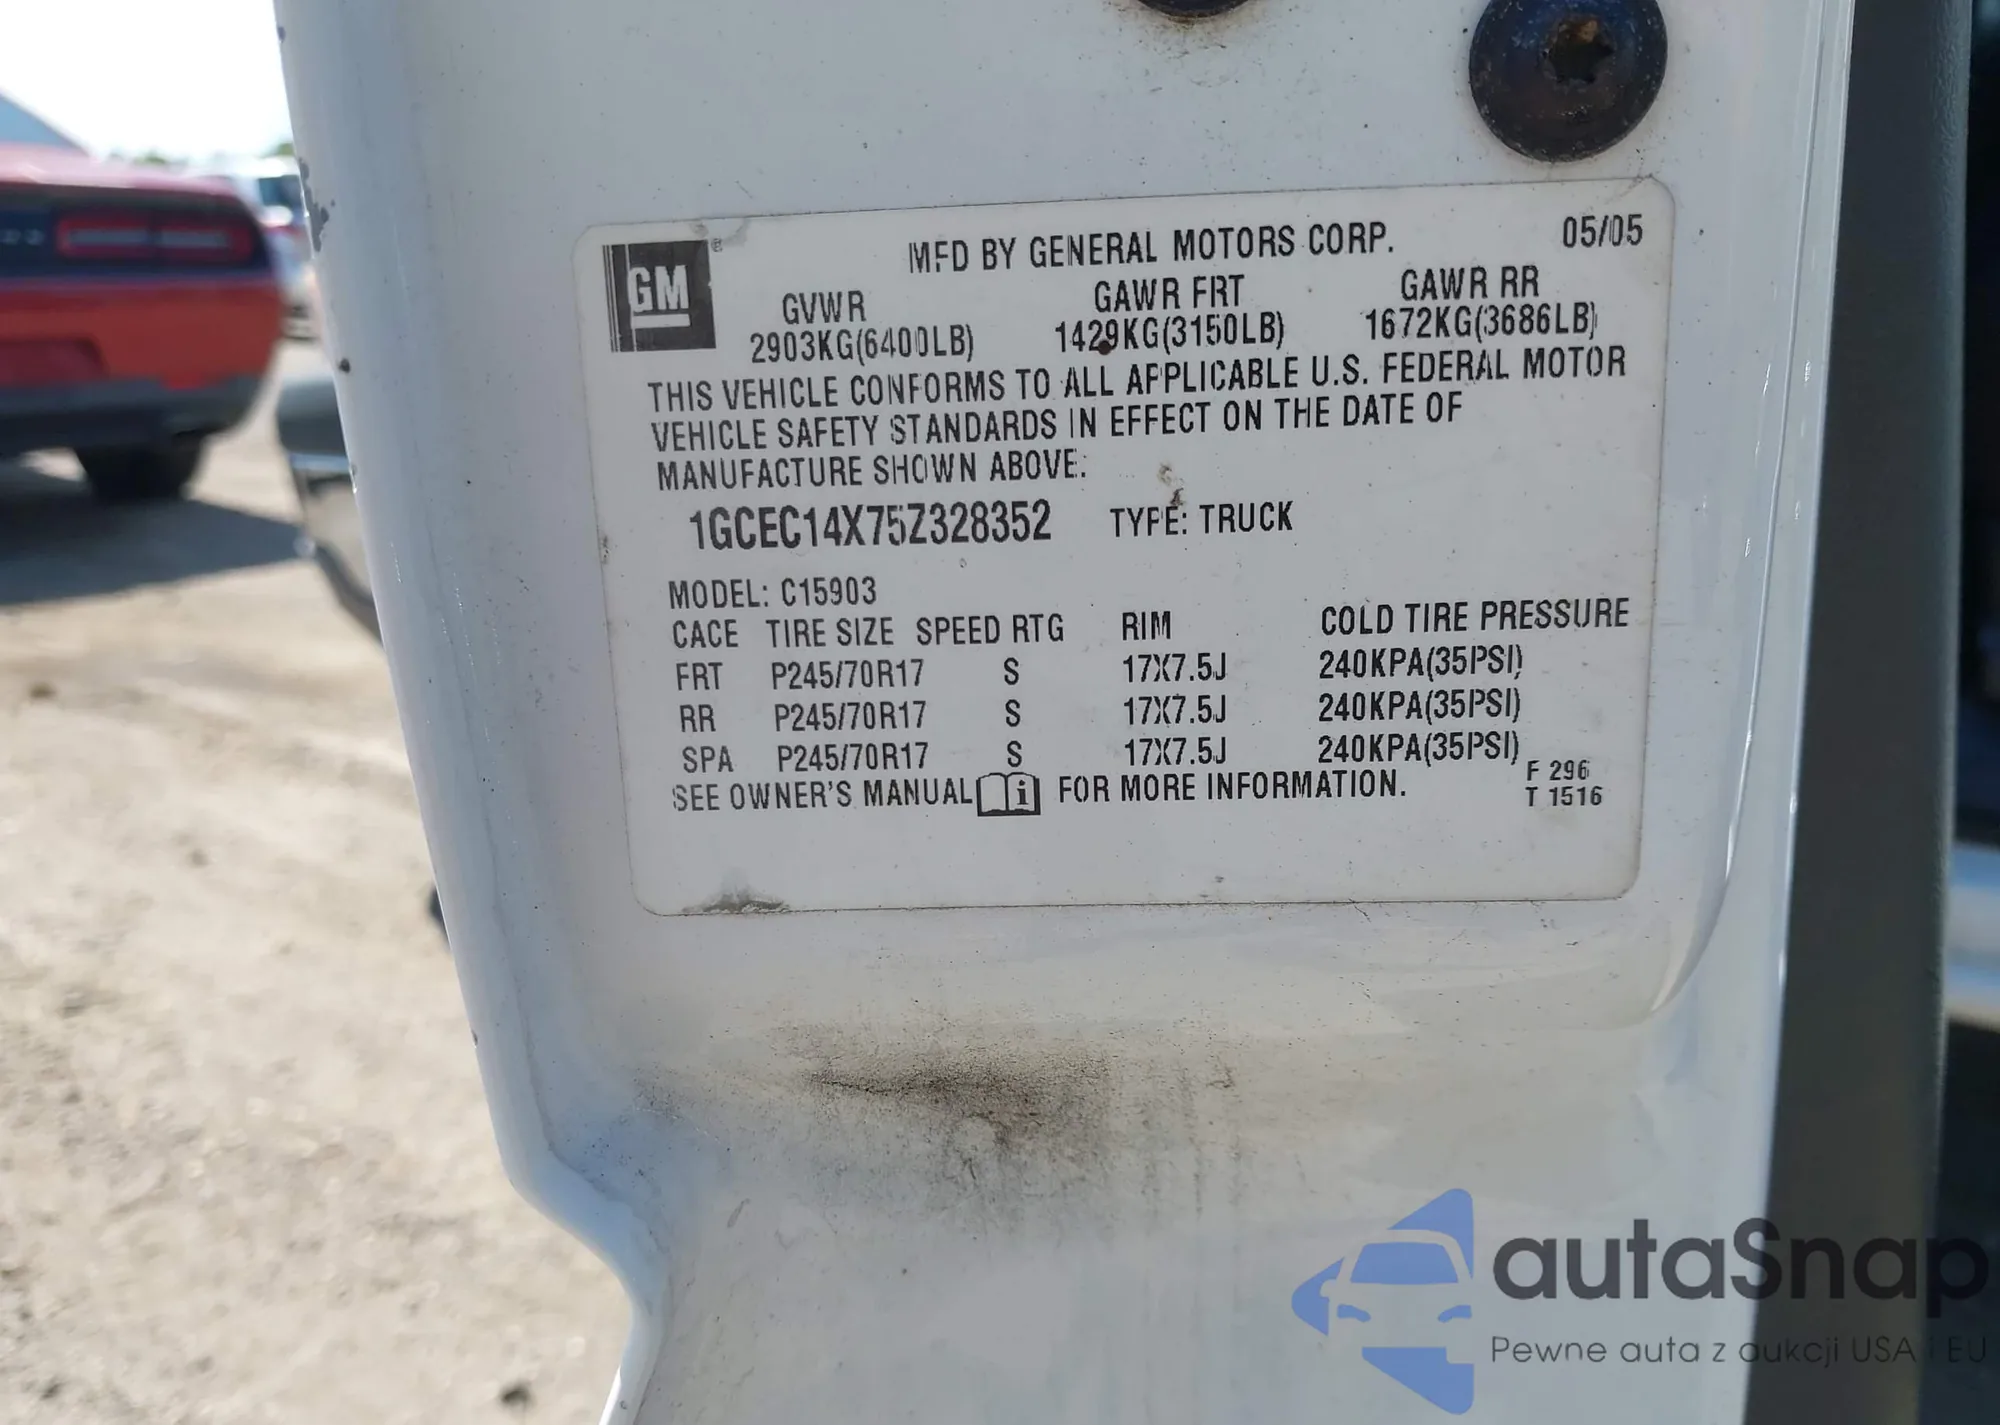 MFD BY GENERAL MOTORS CORP. 05/05
GM ®
GVWR GAWR FRT GAWR RR
2903KG(6400LB) 1429KG(3150LB) 1672KG(3686LB)
THIS VEHICLE CONFORMS TO ALL APPLICABLE U.S. FEDERAL MOTOR
VEHICLE SAFETY STANDARDS IN EFFECT ON THE DATE OF
MANUFACTURE SHOWN ABOVE.
1GCEC14X75Z328352 TYPE: TRUCK
MODEL: C15903
CACE TIRE SIZE SPEED RTG RIM COLD TIRE PRESSURE
FRT P245/70R17 S 17X7.5J 240KPA(35PSI)
RR P245/70R17 S 17X7.5J 240KPA(35PSI)
SPA P245/70R17 S 17X7.5J 240KPA(35PSI)
SEE OWNER'S MANUAL i FOR MORE INFORMATION.
F 296
T 1516
autaSnap
Pewne auta z aukcji USA i EU